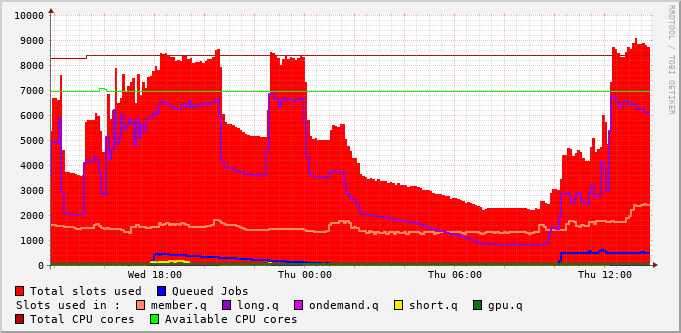 10000
9000
8000
7000
6000
5000
4000
3000
2000
1000
0
Wed 18:00 Thu 00:00 Thu 06:00 Thu 12:00
Total slots used Queued Jobs
Slots used in : member.q long.q ondemand.q short.q gpu.q
Total CPU cores Available CPU cores
RRDTOOL / TOBI OETIKER